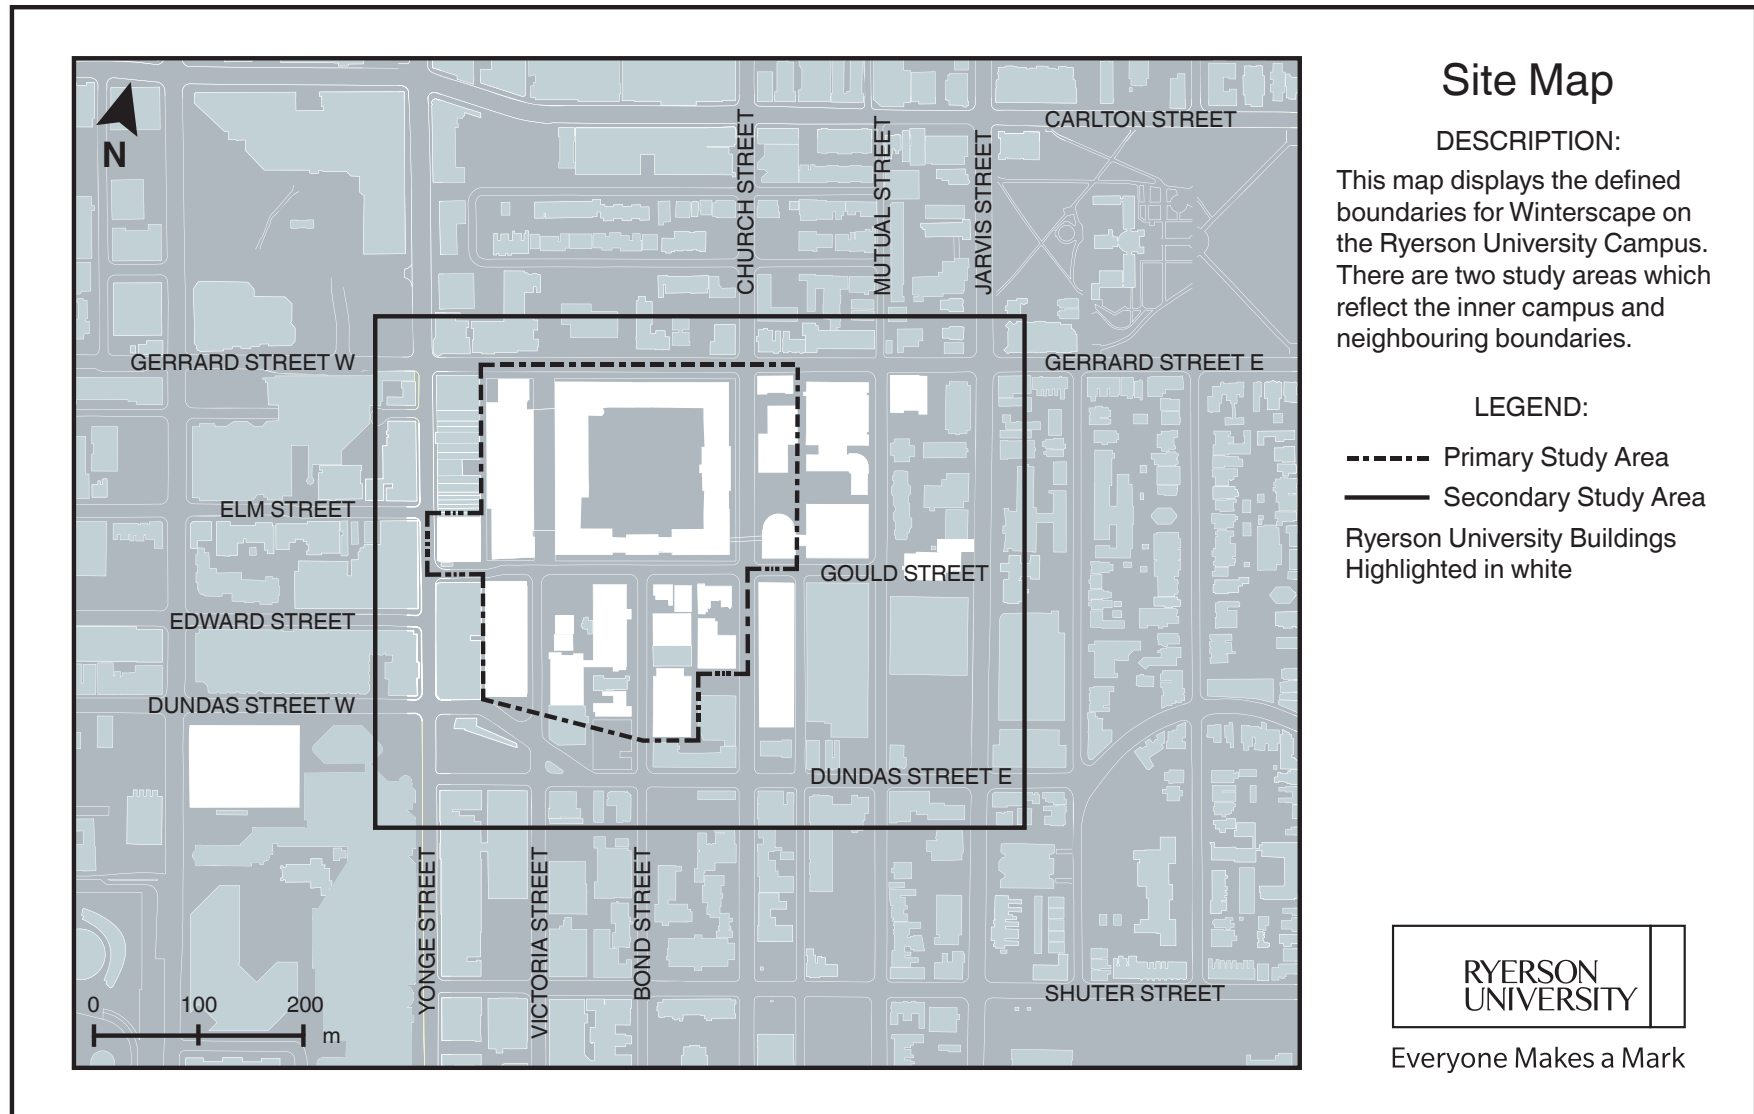 Site Map
DESCRIPTION:
This map displays the defined
boundaries for Winterscape on
the Ryerson University Campus.
There are two study areas which
reflect the inner campus and
neighbouring boundaries.
LEGEND:
Primary Study Area
Secondary Study Area
Ryerson University Buildings
Highlighted in white
N
CARLTON STREET
CHURCH STREET
MUTUAL STREET
JARVIS STREET
GERRARD STREET W
GERRARD STREET E
ELM STREET
GOULD STREET
EDWARD STREET
DUNDAS STREET W
DUNDAS STREET E
YONGE STREET
VICTORIA STREET
BOND STREET
SHUTER STREET
0 100 200
m
RYERSON
UNIVERSITY
Everyone Makes a Mark